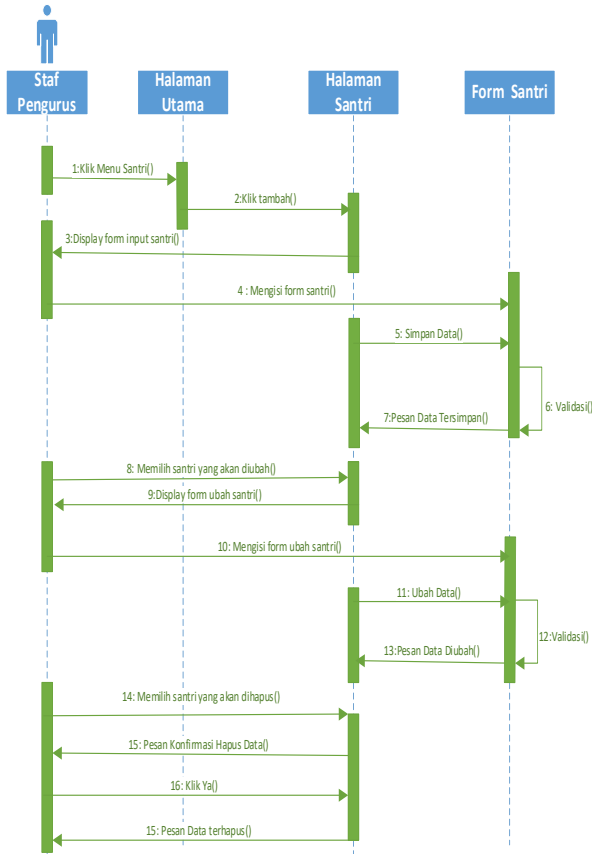 Staf
Pengurus
Halaman
Utama
Halaman
Santri
Form Santri
1:Klik Menu Santri()
2:Klik tambah()
3:Display form input santri()
4 : Mengisi form santri()
5: Simpan Data()
6: Validasi()
7:Pesan Data Tersimpan()
8: Memilih santri yang akan diubah()
9:Display form ubah santri()
10: Mengisi form ubah santri()
11: Ubah Data()
12:Validasi()
13:Pesan Data Diubah()
14: Memilih santri yang akan dihapus()
15: Pesan Konfirmasi Hapus Data()
16: Klik Ya()
15: Pesan Data terhapus()